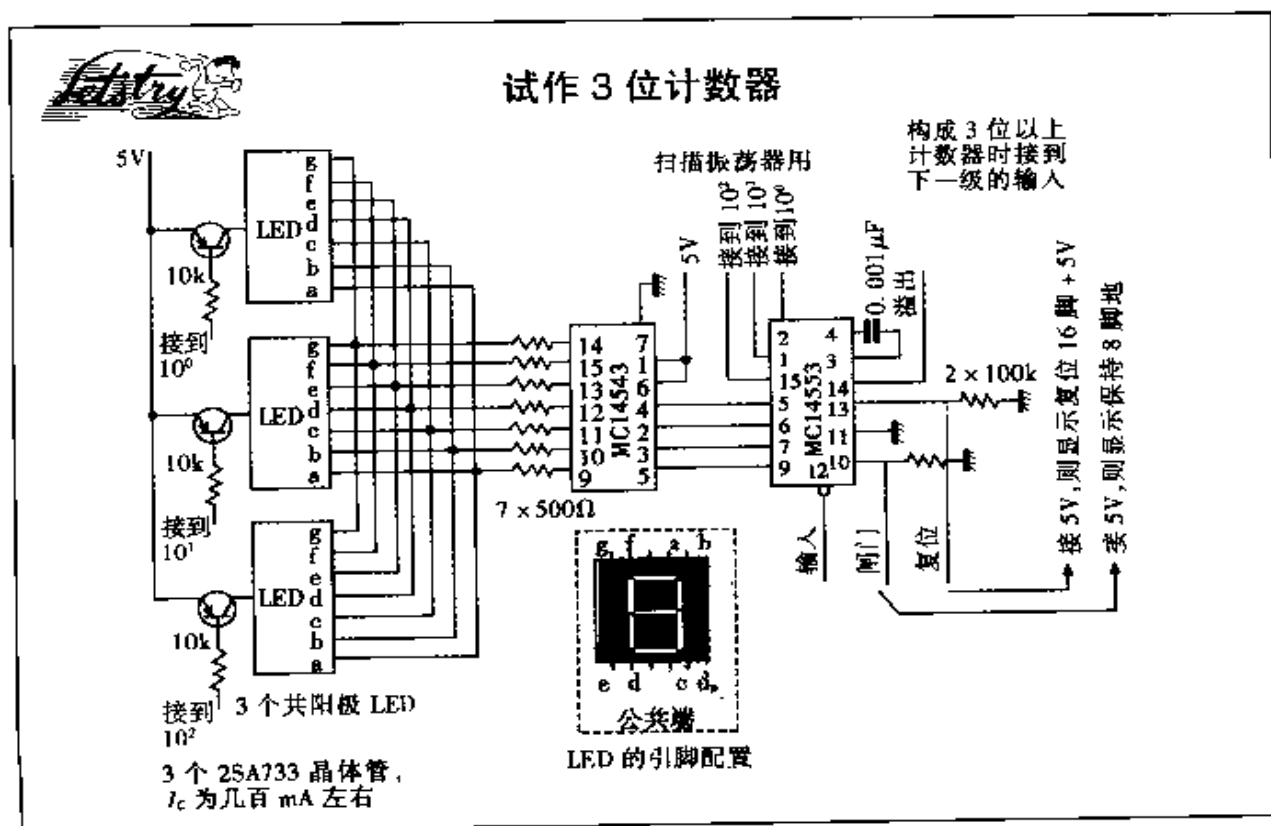 Let's try
试作 3 位计数器
构成 3 位以上
计数器时接到
下一级的输入
扫描振荡器用
接到 10²
接到 10¹
接到 10⁰
5V
0.001μF
溢出
5V
LED
g
f
e
d
c
b
a
10k
接到
10⁰
LED
g
f
e
d
c
b
a
10k
接到
10¹
LED
g
f
e
d
c
b
a
10k
接到
10²
7 × 500Ω
MC14543
14
15
13
12
11
10
9
7
1
6
4
2
3
5
MC14553
2
1
15
5
6
7
9
12
4
3
14
13
11
10
2 × 100k
输入
闸门
复位
接 5V,则显示复位 16 脚 + 5V
接 5V,则显示保持 8 脚地
g f a b
e d c dp
公共端
LED 的引脚配置
3 个共阳极 LED
3 个 2SA733 晶体管,
Ic 为几百 mA 左右